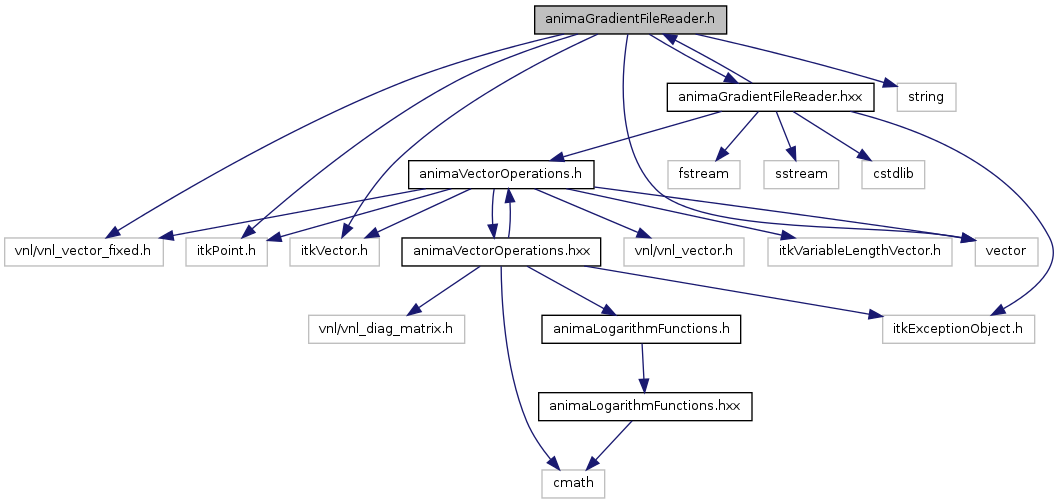 animaGradientFileReader.h
animaGradientFileReader.hxx
string
animaVectorOperations.h
fstream
sstream
cstdlib
vnl/vnl_vector_fixed.h
itkPoint.h
itkVector.h
animaVectorOperations.hxx
vnl/vnl_vector.h
itkVariableLengthVector.h
vector
vnl/vnl_diag_matrix.h
animaLogarithmFunctions.h
itkExceptionObject.h
animaLogarithmFunctions.hxx
cmath